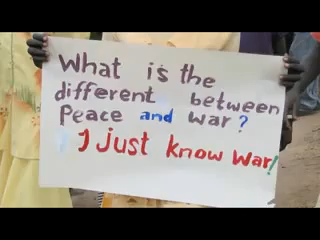 What is the
different between
Peace and war?
I just know war!